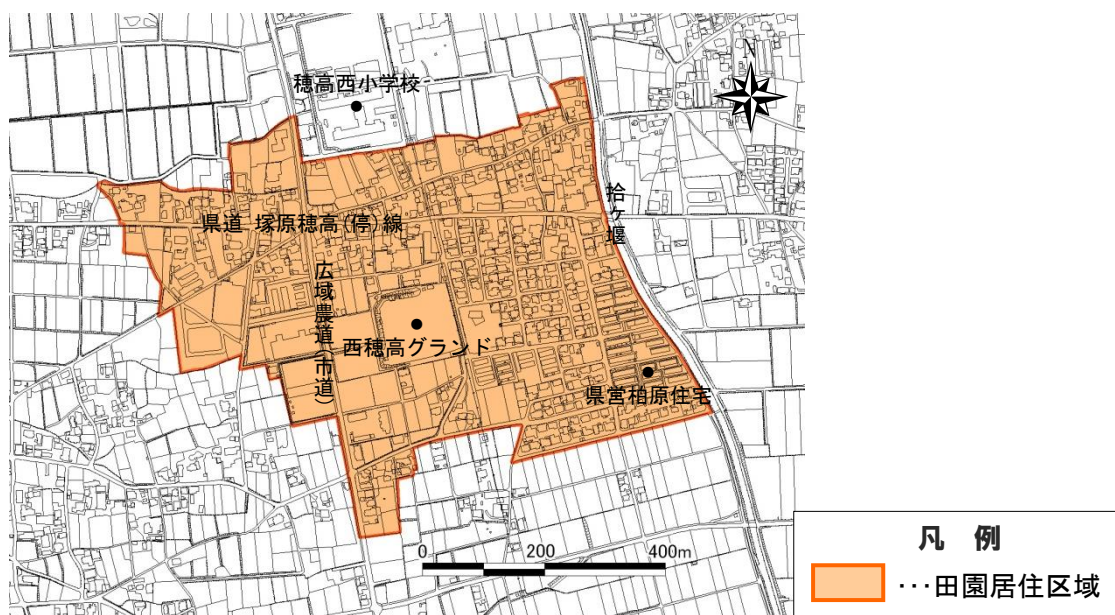 N
穂高西小学校
県道 塚原穂高(停)線
拾ケ堰
広域農道(市道)
西穂高グランド
県営柏原住宅
0 200 400m
凡 例
・・・田園居住区域